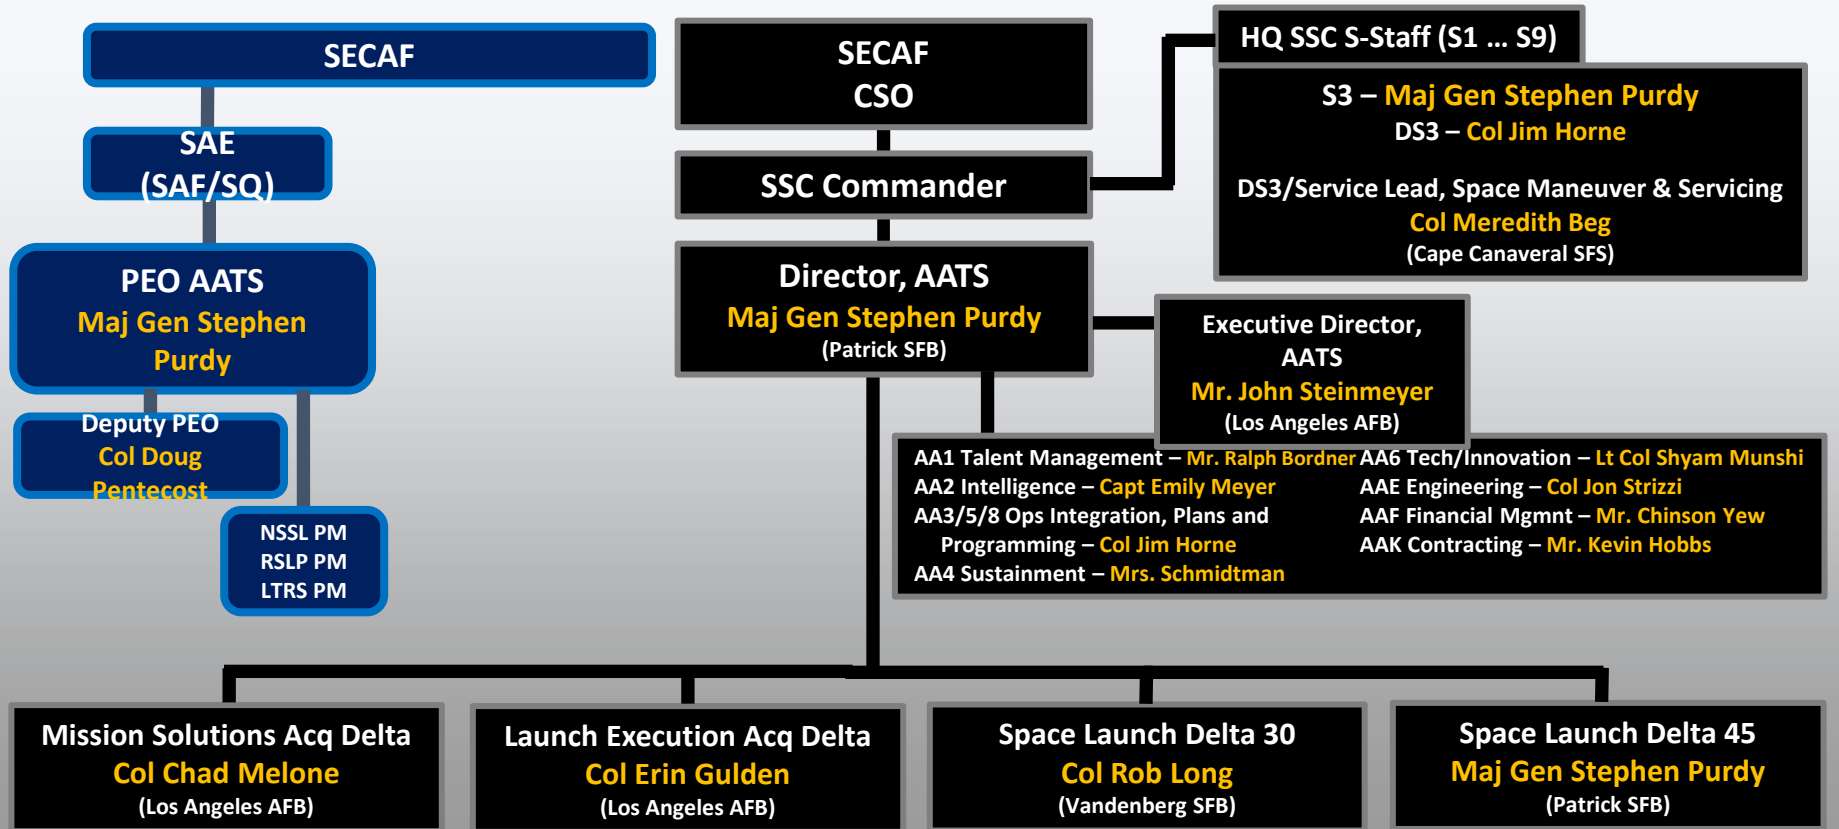 SECAF
SAE
(SAF/SQ)
PEO AATS
Maj Gen Stephen
Purdy
Deputy PEO
Col Doug
Pentecost
NSSL PM
RSLP PM
LTRS PM
SECAF
CSO
SSC Commander
Director, AATS
Maj Gen Stephen Purdy
(Patrick SFB)
HQ SSC S-Staff (S1 ... S9)
S3 – Maj Gen Stephen Purdy
DS3 – Col Jim Horne
DS3/Service Lead, Space Maneuver & Servicing
Col Meredith Beg
(Cape Canaveral SFS)
Executive Director,
AATS
Mr. John Steinmeyer
(Los Angeles AFB)
AA1 Talent Management – Mr. Ralph Bordner
AA2 Intelligence – Capt Emily Meyer
AA3/5/8 Ops Integration, Plans and
Programming – Col Jim Horne
AA4 Sustainment – Mrs. Schmidtman
AA6 Tech/Innovation – Lt Col Shyam Munshi
AAE Engineering – Col Jon Strizzi
AAF Financial Mgmnt – Mr. Chinson Yew
AAK Contracting – Mr. Kevin Hobbs
Mission Solutions Acq Delta
Col Chad Melone
(Los Angeles AFB)
Launch Execution Acq Delta
Col Erin Gulden
(Los Angeles AFB)
Space Launch Delta 30
Col Rob Long
(Vandenberg SFB)
Space Launch Delta 45
Maj Gen Stephen Purdy
(Patrick SFB)